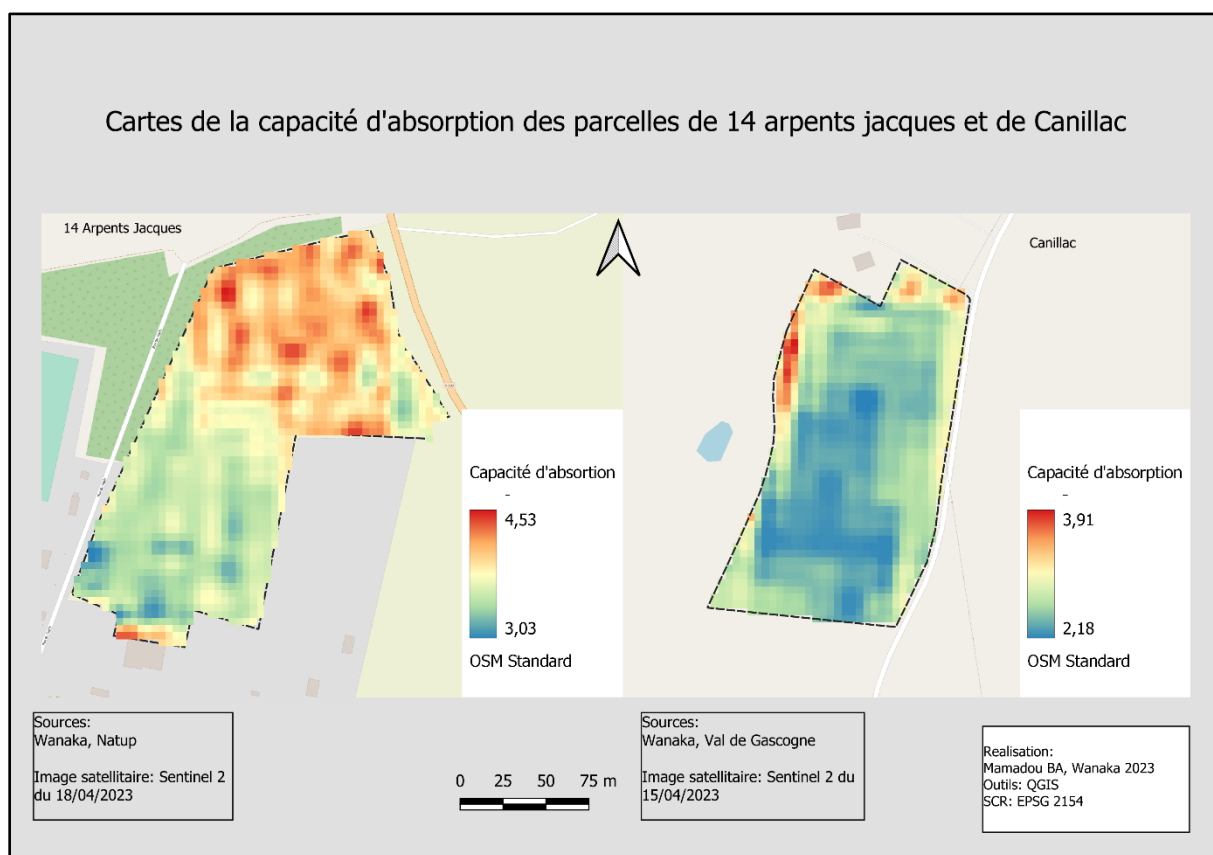 Cartes de la capacité d'absorption des parcelles de 14 arpents jacques et de Canillac
14 Arpents Jacques
Capacité d'absortion
-
4,53
3,03
OSM Standard
Canillac
Capacité d'absorption
-
3,91
2,18
OSM Standard
Sources:
Wanaka, Natup
Image satellitaire: Sentinel 2
du 18/04/2023
0 25 50 75 m
Sources:
Wanaka, Val de Gascogne
Image satellitaire: Sentinel 2 du
15/04/2023
Realisation:
Mamadou BA, Wanaka 2023
Outils: QGIS
SCR: EPSG 2154